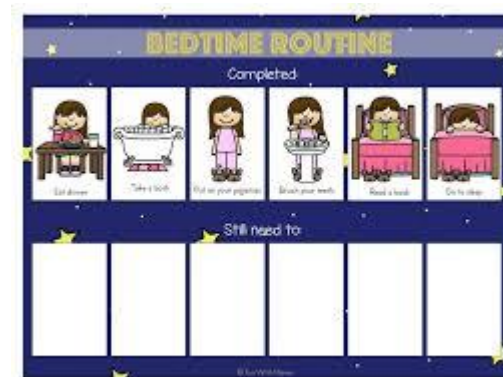 BEDTIME ROUTINE
Completed:
Eat dinner
Take a bath
Put on your pajamas
Brush your teeth
Read a book
Go to sleep
Still need to: